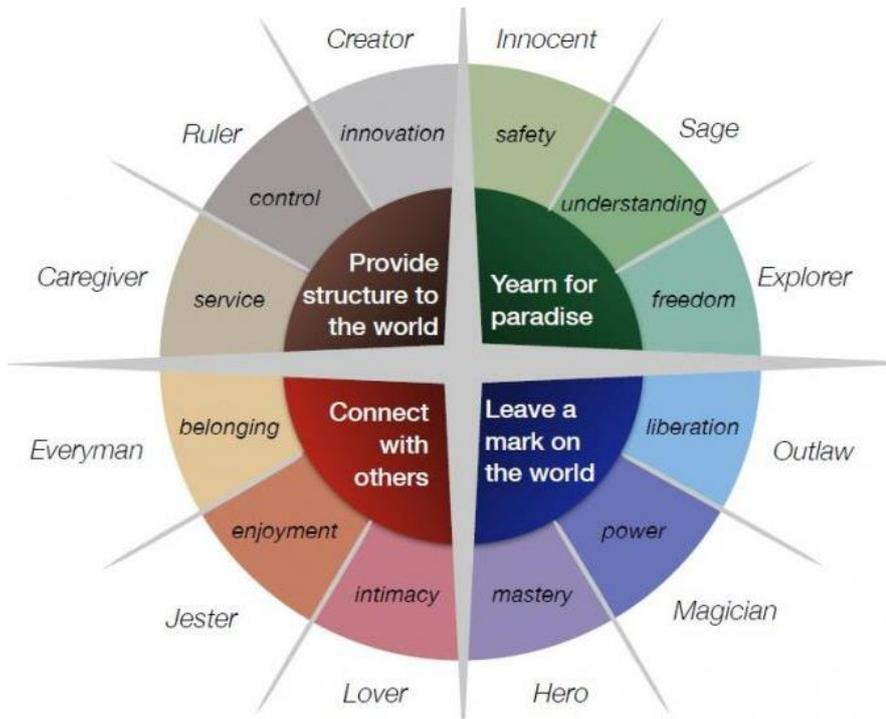 Creator
Innocent
Ruler
Sage
innovation
safety
control
understanding
Caregiver
Explorer
service
freedom
Provide
structure to
the world
Yearn for
paradise
Connect
with
others
Leave a
mark on
the world
belonging
liberation
Everyman
Outlaw
enjoyment
power
Jester
Magician
intimacy
mastery
Lover
Hero